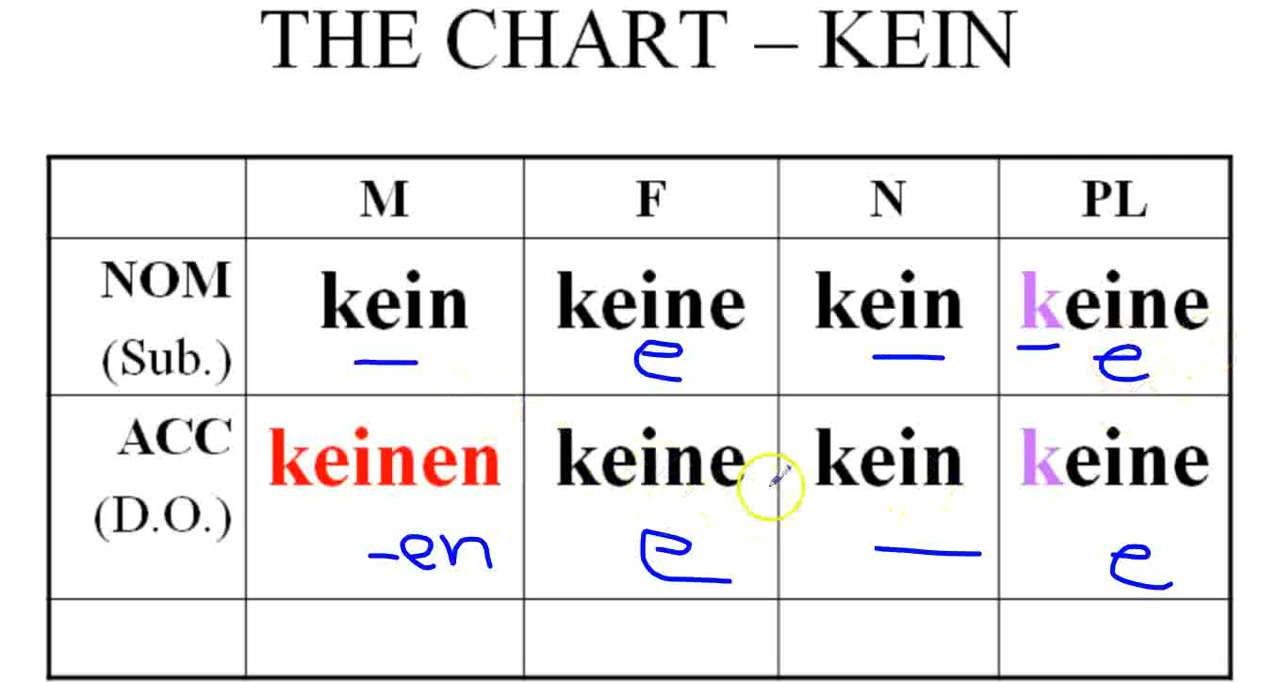 THE CHART – KEIN
M F N PL
NOM kein keine kein keine
(Sub.) — e — — e
ACC keinen keine kein keine
(D.O.)
-en e — e